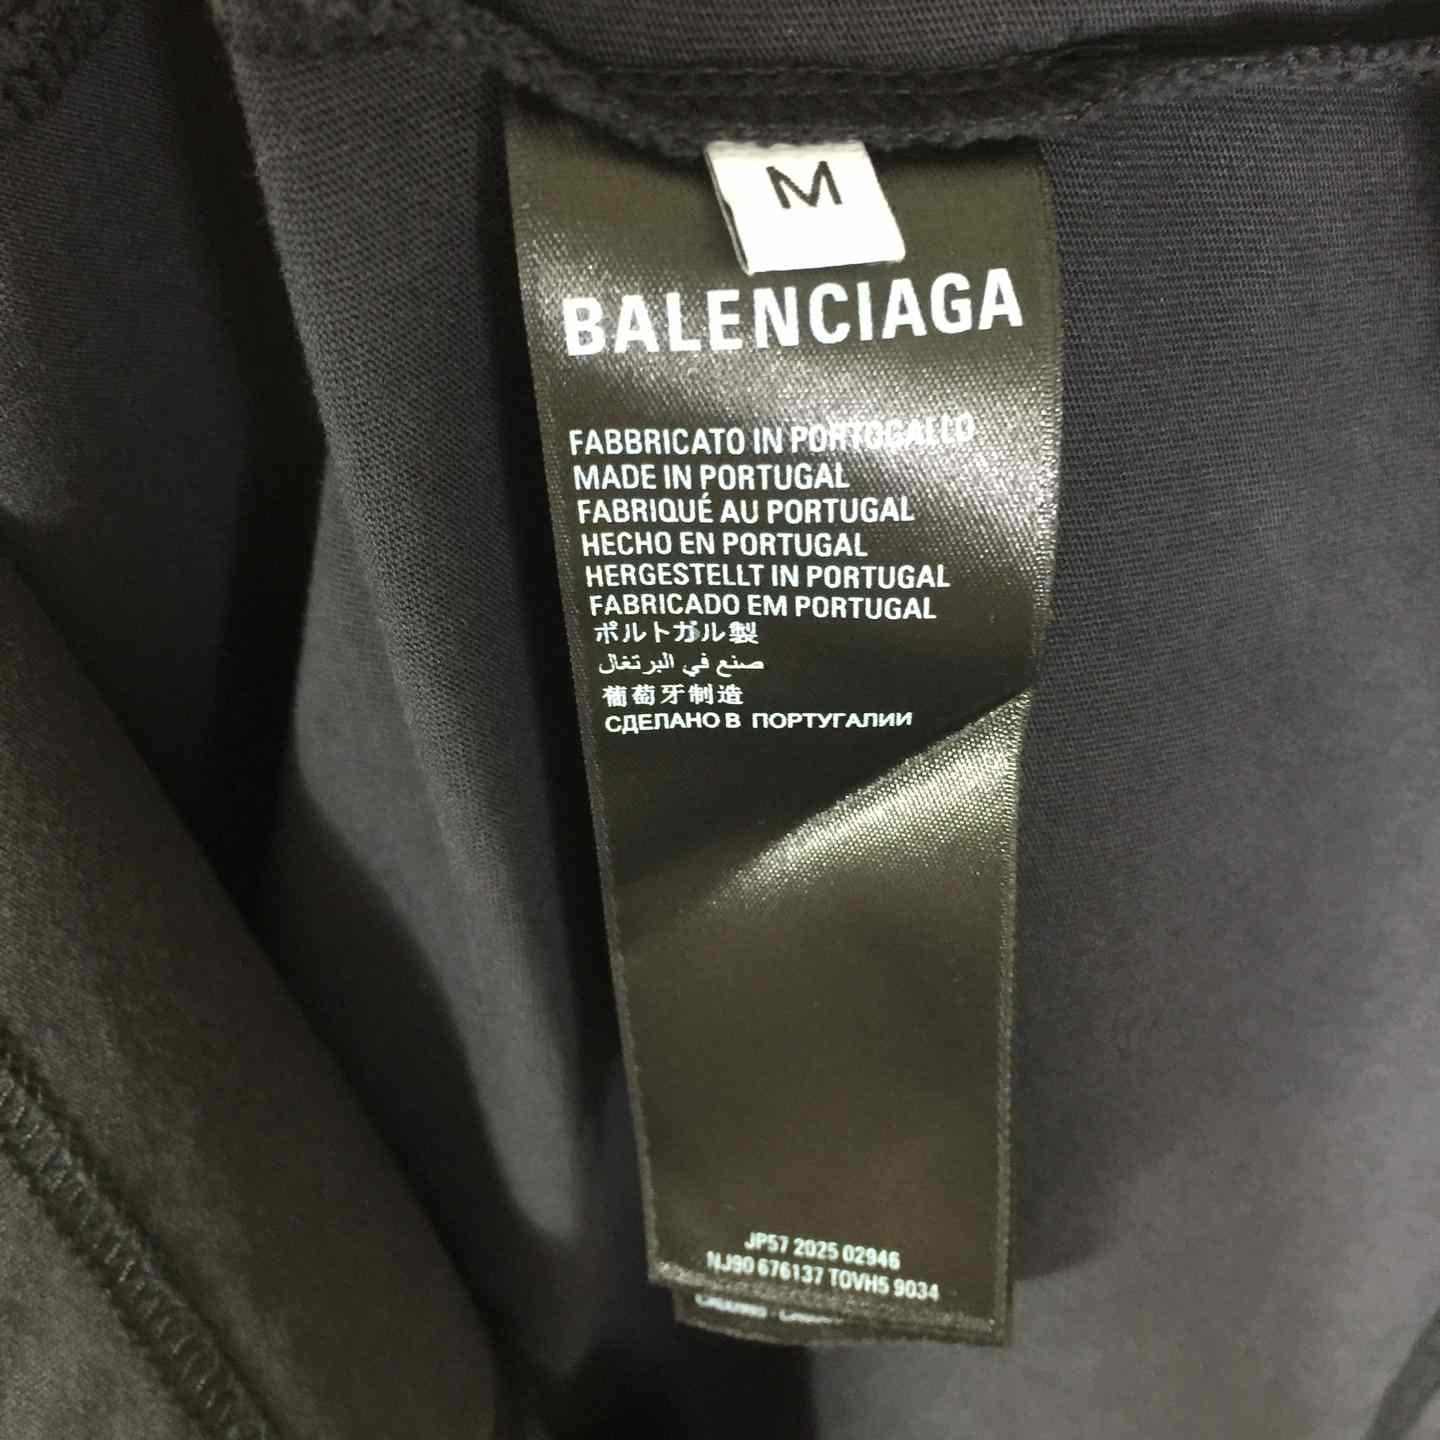 M
BALENCIAGA
FABBRICATO IN PORTOGALLO
MADE IN PORTUGAL
FABRIQUÉ AU PORTUGAL
HECHO EN PORTUGAL
HERGESTELLT IN PORTUGAL
FABRICADO EM PORTUGAL
ポルトガル製
صنع في البرتغال
葡萄牙制造
СДЕЛАНО В ПОРТУГАЛИИ
JP57 2025 02946
NJ90 676137 TOVH5 9034